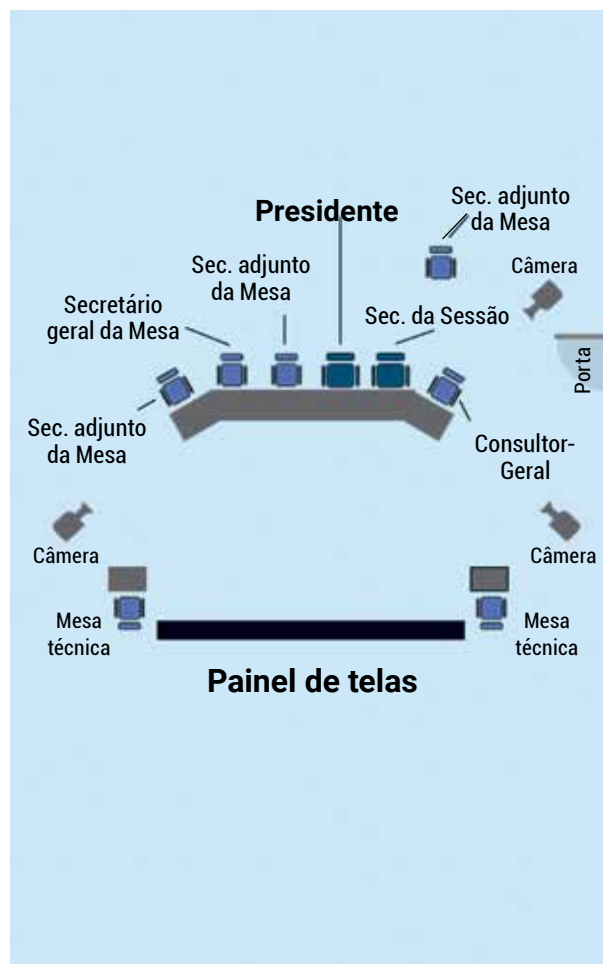 Sec. adjunto
da Mesa
Presidente
Sec. adjunto
da Mesa
Câmera
Secretário
geral da Mesa
Sec. da Sessão
Porta
Sec. adjunto
da Mesa
Consultor-
Geral
Câmera
Câmera
Mesa
técnica
Mesa
técnica
Painel de telas